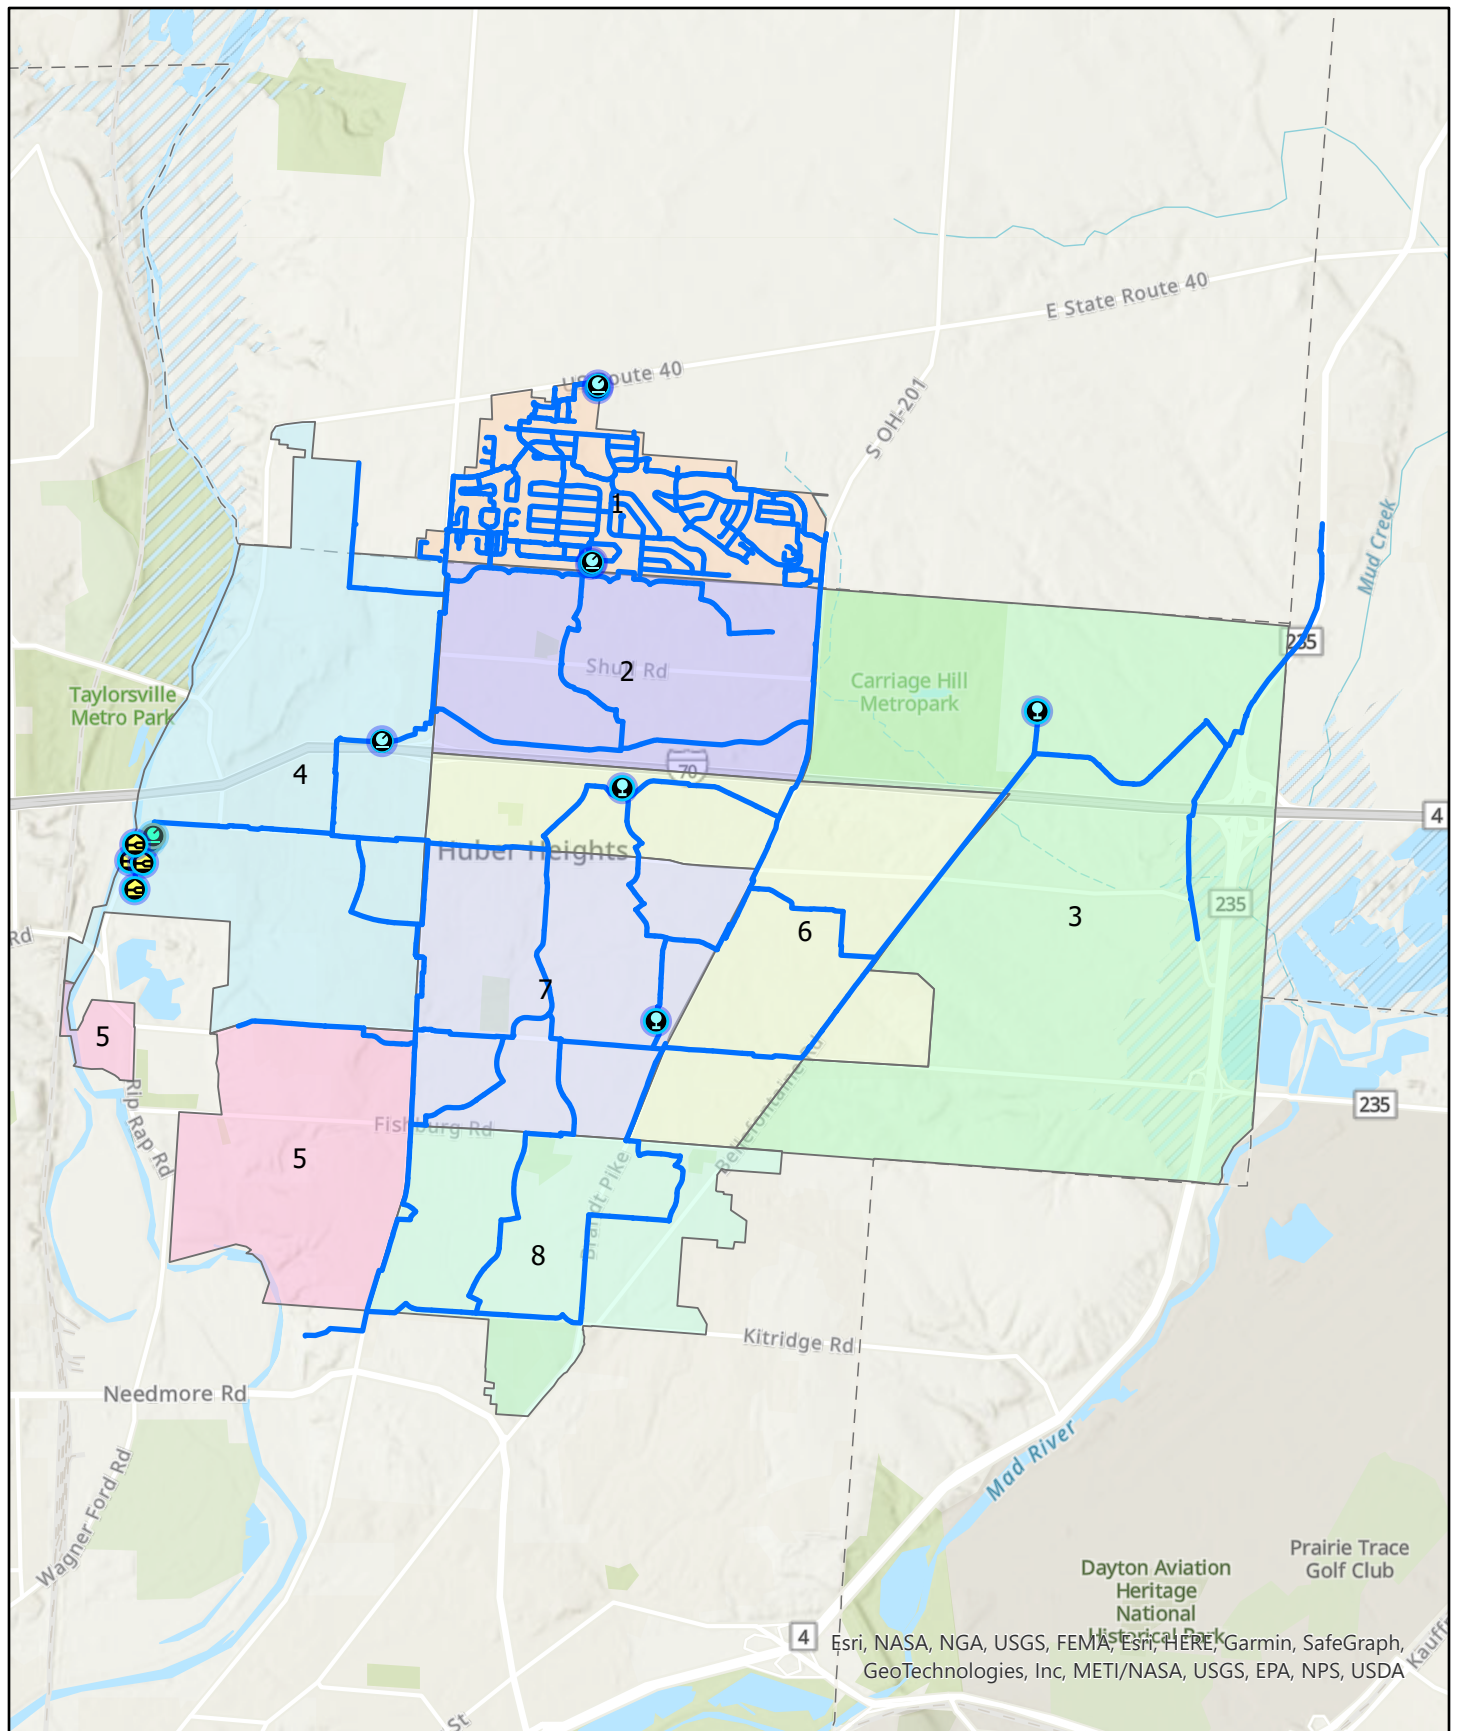 E State Route 40
US Route 40
S OH-201
1
Mud Creek
235
Shull Rd
2
Carriage Hill
Metropark
Taylorsville
Metro Park
70
4
4
Huber Heights
235
3
6
Rd
7
5
Rip Rap Rd
Bellefontaine Rd
235
Fishburg Rd
5
Brandt Pike
8
Kitridge Rd
Needmore Rd
Mad River
Wagner Ford Rd
Prairie Trace
Golf Club
Dayton Aviation
Heritage
National
Historical Park
4
Esri, NASA, NGA, USGS, FEMA, Esri, HERE, Garmin, SafeGraph,
GeoTechnologies, Inc, METI/NASA, USGS, EPA, NPS, USDA
Kauff
St